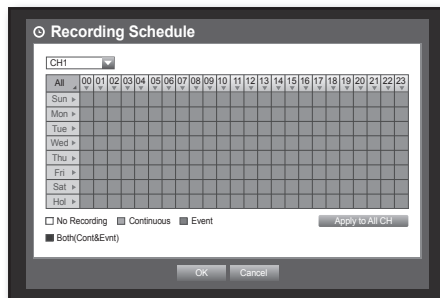 Recording Schedule
CH1
All 00 01 02 03 04 05 06 07 08 09 10 11 12 13 14 15 16 17 18 19 20 21 22 23
Sun
Mon
Tue
Wed
Thu
Fri
Sat
Hol
No Recording Continuous Event Apply to All CH
Both(Cont&Evnt)
OK Cancel